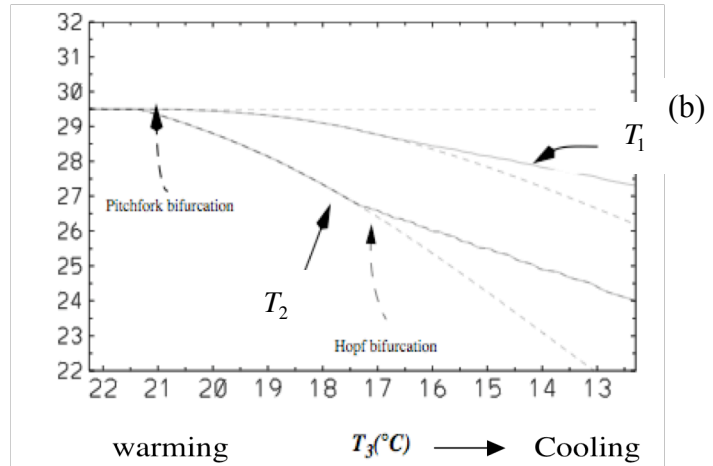 32
31
30
29
28
27
26
25
24
23
22
(b)
T₁
Pitchfork bifurcation
T₂
Hopf bifurcation
22 21 20 19 18 17 16 15 14 13
warming T₃(°C) Cooling